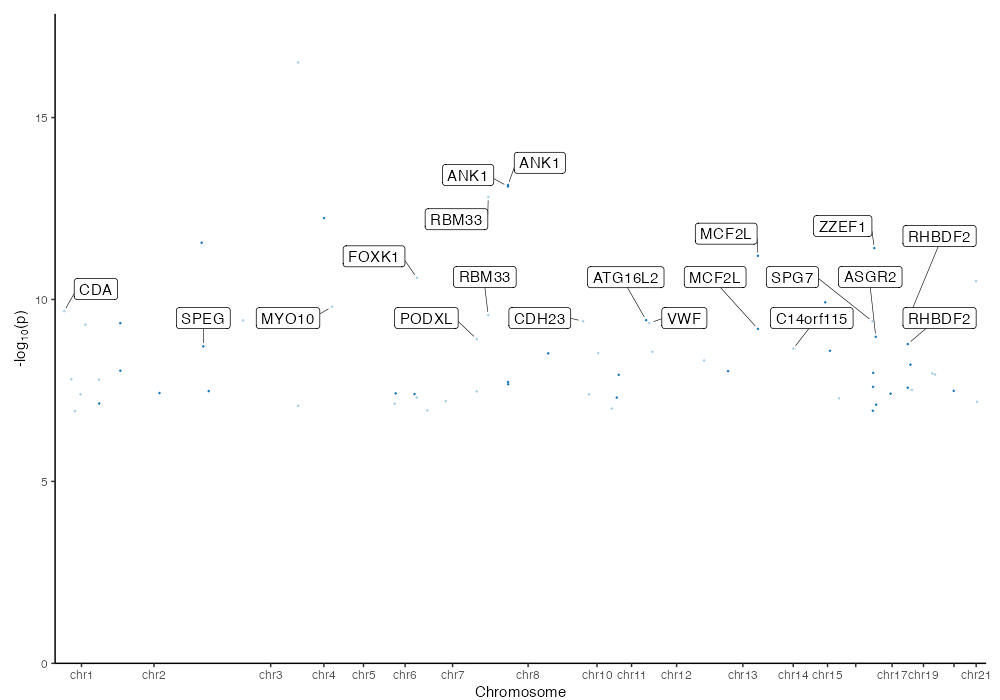 15
ANK1
ANK1
RBM33
MCF2L
ZZEF1
RHBDF2
FOXK1
10
CDA
RBM33
ATG16L2
MCF2L
SPG7
ASGR2
SPEG
MYO10
PODXL
CDH23
VWF
C14orf115
RHBDF2
-log10(p)
5
0
chr1 chr2 chr3 chr4 chr5 chr6 chr7 chr8 chr10 chr11 chr12 chr13 chr14 chr15 chr17 chr19 chr21
Chromosome